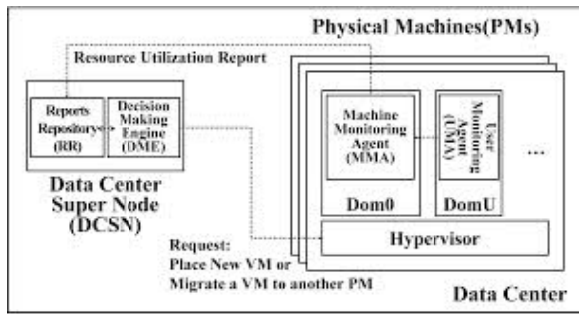 Physical Machines(PMs)
Resource Utilization Report
Reports
Repository
(RR)
Decision
Making
Engine
(DME)
Data Center
Super Node
(DCSN)
Machine
Monitoring
Agent
(MMA)
User
Monitoring
Agent
(UMA)
...
Dom0
DomU
Hypervisor
Request:
Place New VM or
Migrate a VM to another PM
Data Center